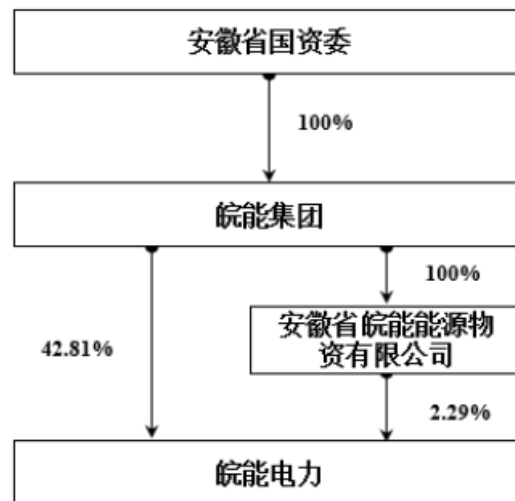 安徽省国资委
100%
皖能集团
100%
安徽省皖能能源物
资有限公司
42.81%
2.29%
皖能电力